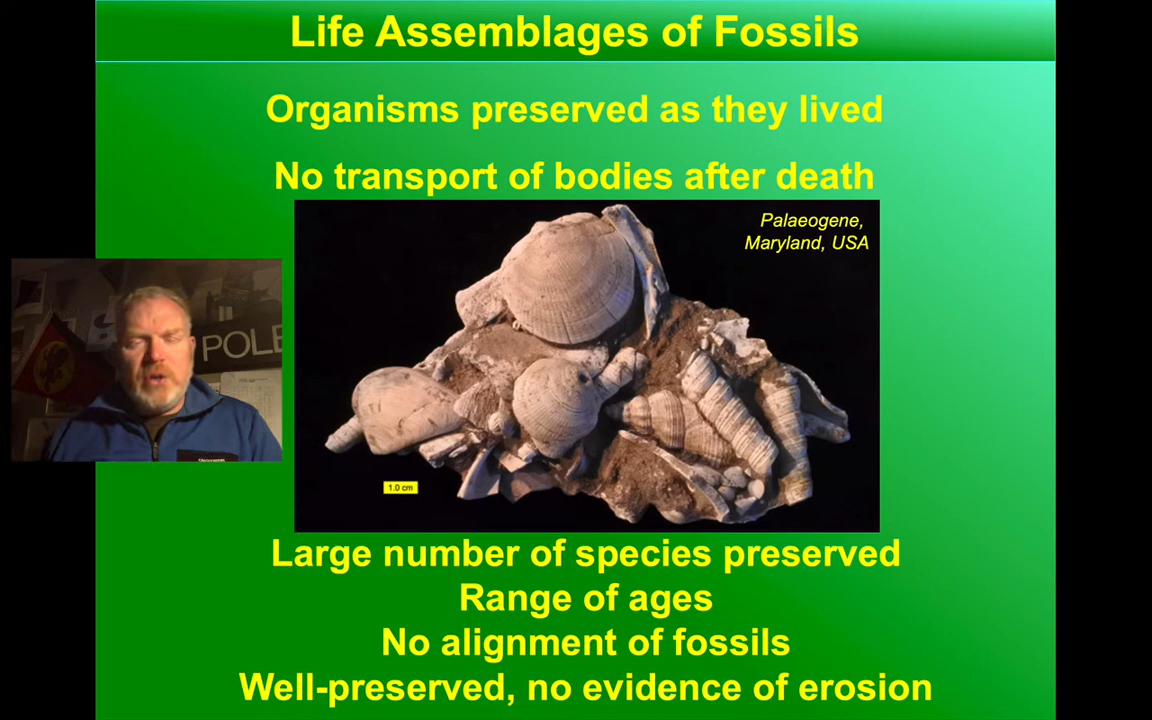 Life Assemblages of Fossils
Organisms preserved as they lived
No transport of bodies after death
Palaeogene,
Maryland, USA
POLE
1.0 cm
Large number of species preserved
Range of ages
No alignment of fossils
Well-preserved, no evidence of erosion